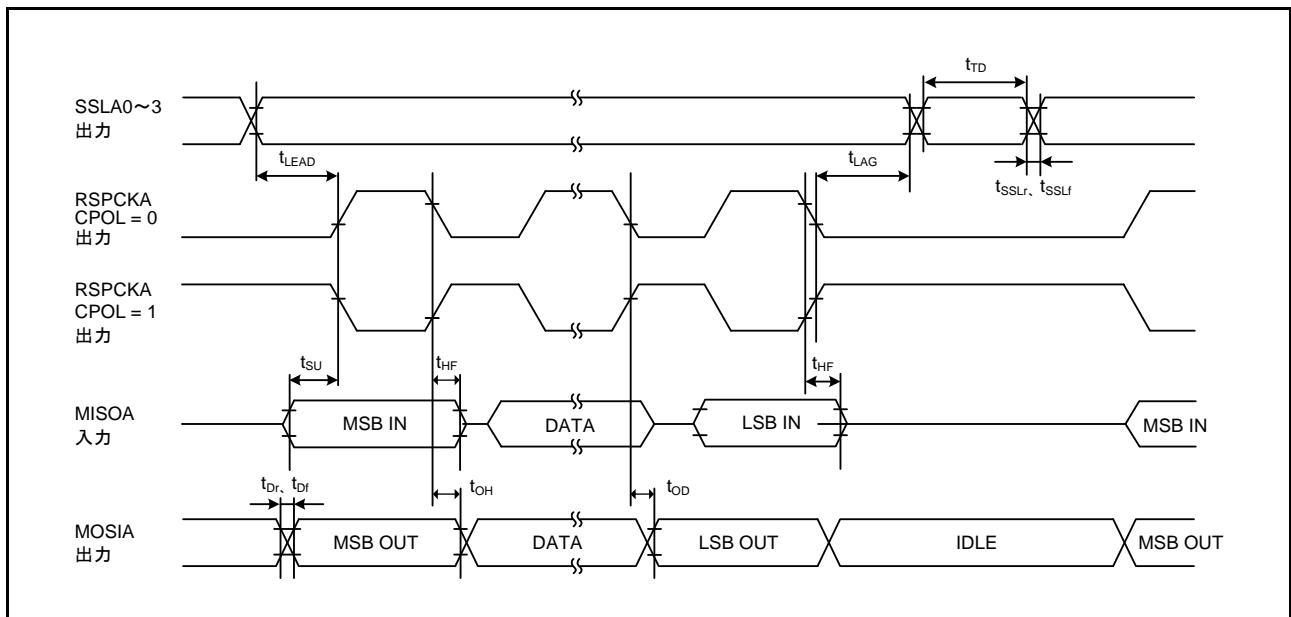 tTD
SSLA0～3
出力
tLEAD
tLAG
tSSLr、tSSLf
RSPCKA
CPOL = 0
出力
RSPCKA
CPOL = 1
出力
tSU
tHF
tHF
MISOA
入力
MSB IN
DATA
LSB IN
MSB IN
tDr、tDf
tOH
tOD
MOSIA
出力
MSB OUT
DATA
LSB OUT
IDLE
MSB OUT